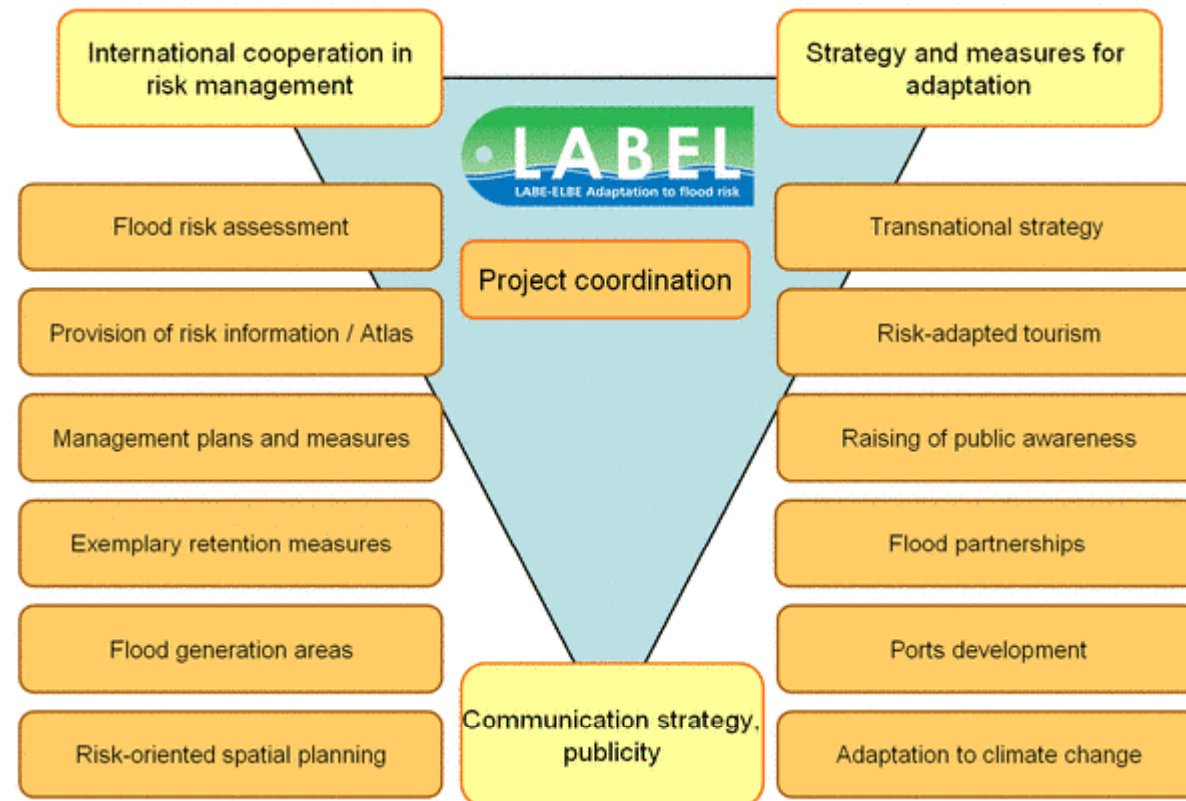 International cooperation in
risk management
Strategy and measures for
adaptation
LABEL
LABE-ELBE Adaptation to flood risk
Project coordination
Flood risk assessment
Provision of risk information / Atlas
Management plans and measures
Exemplary retention measures
Flood generation areas
Risk-oriented spatial planning
Transnational strategy
Risk-adapted tourism
Raising of public awareness
Flood partnerships
Ports development
Adaptation to climate change
Communication strategy,
publicity